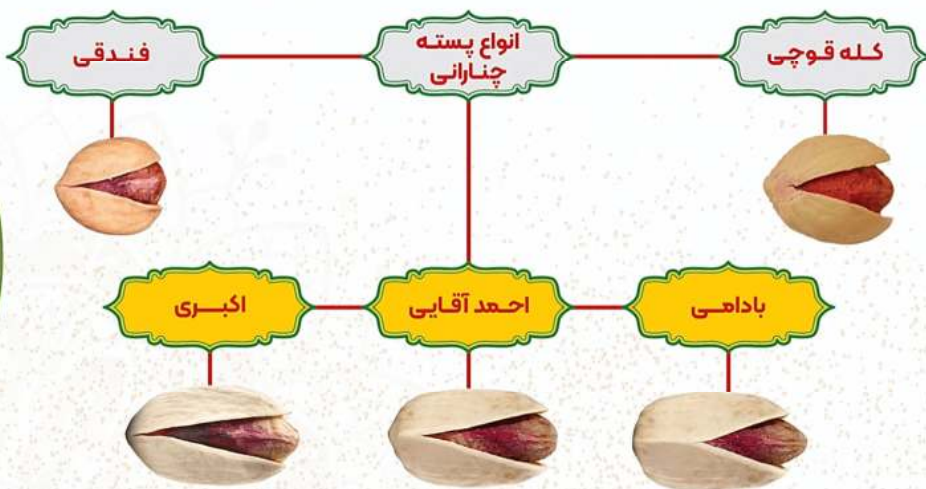 کله قوچی
انواع پسته
چنارانی
فندقی
بادامی
احمد آقایی
اکبری